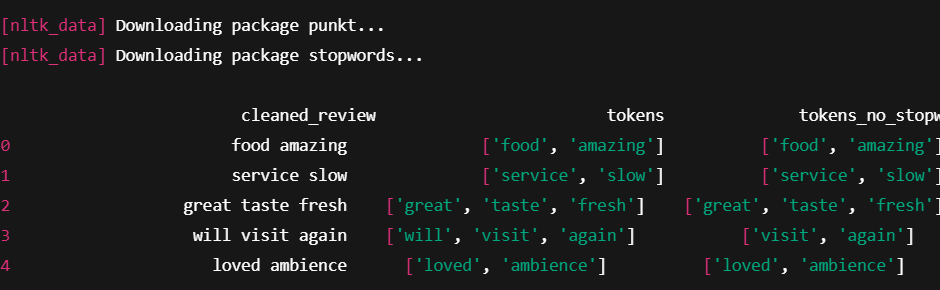 [nltk_data] Downloading package punkt...
[nltk_data] Downloading package stopwords...
cleaned_review tokens tokens_no_stopw
0 food amazing ['food', 'amazing'] ['food', 'amazing']
1 service slow ['service', 'slow'] ['service', 'slow']
2 great taste fresh ['great', 'taste', 'fresh'] ['great', 'taste', 'fresh']
3 will visit again ['will', 'visit', 'again'] ['visit', 'again']
4 loved ambience ['loved', 'ambience'] ['loved', 'ambience']